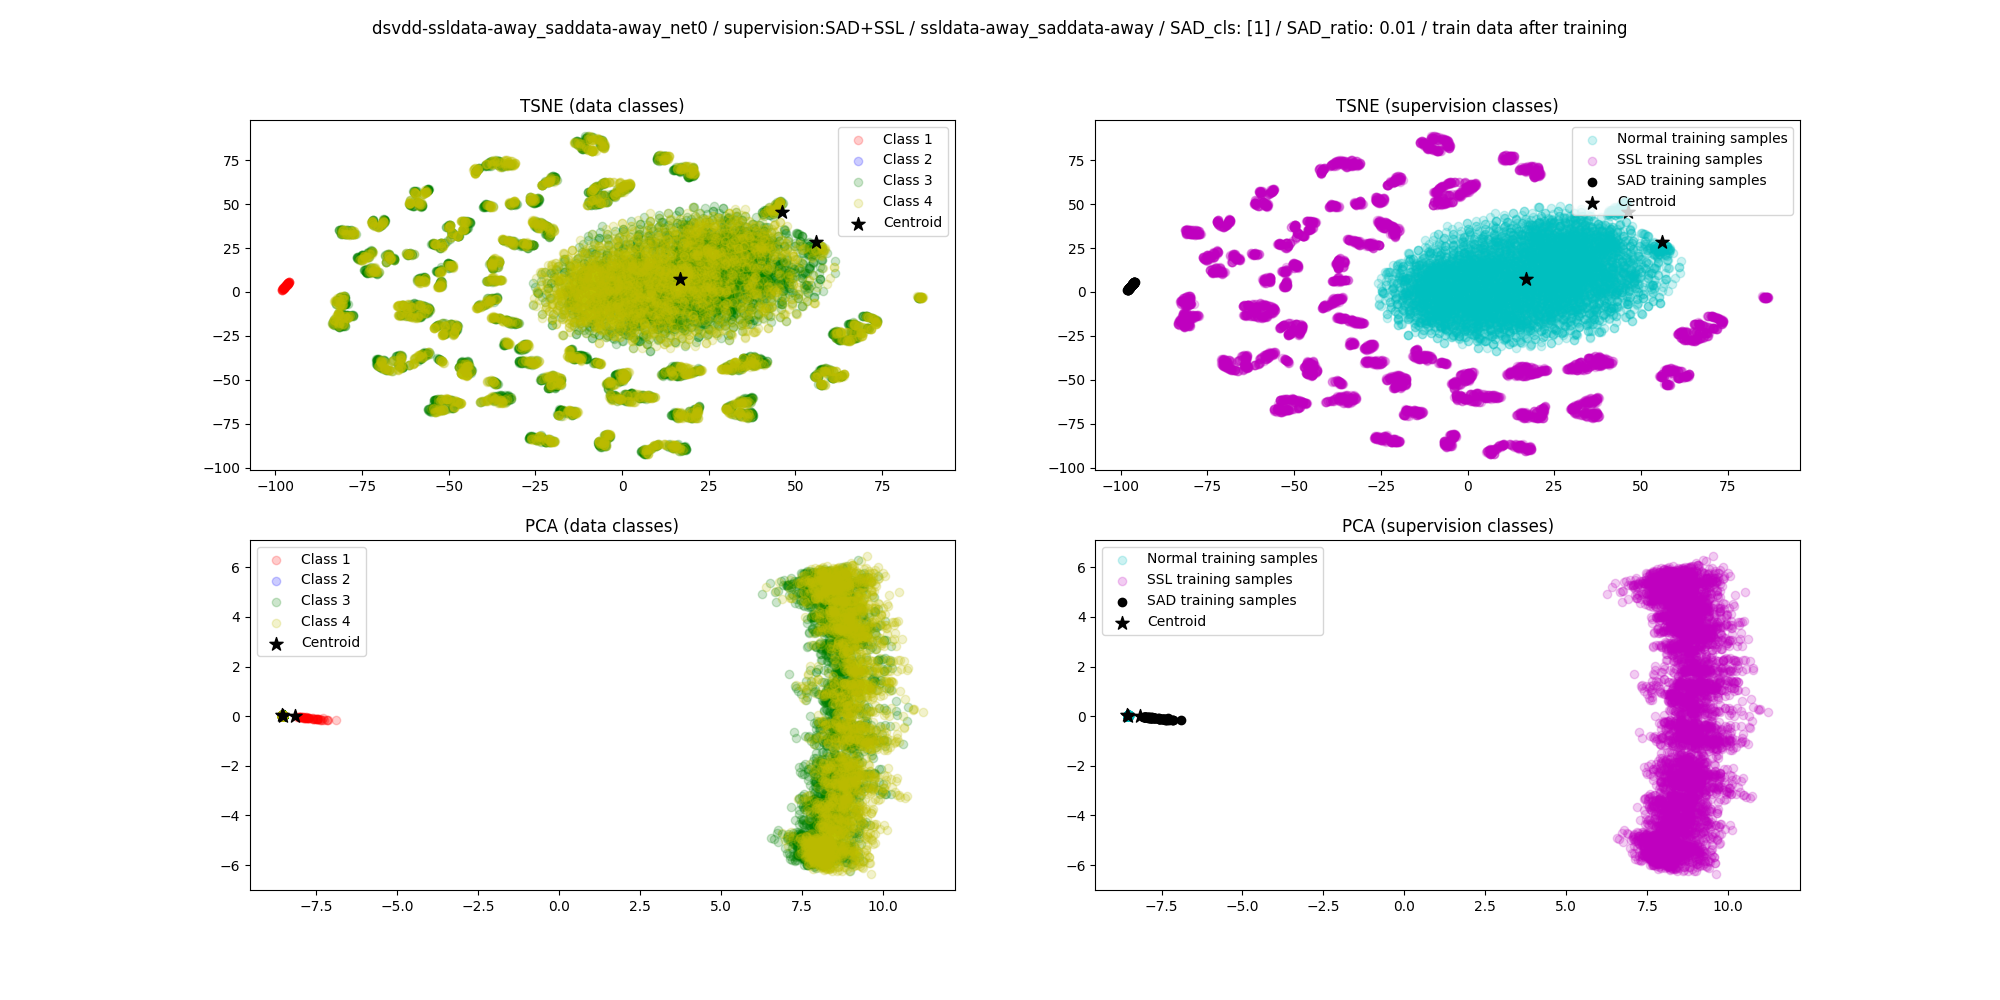 dsvdd-ssldata-away_saddata-away_net0 / supervision:SAD+SSL / ssldata-away_saddata-away / SAD_cls: [1] / SAD_ratio: 0.01 / train data after training
TSNE (data classes)
75
50
25
0
−25
−50
−75
−100
−100
−75
−50
−25
0
25
50
75
Class 1
Class 2
Class 3
Class 4
Centroid
TSNE (supervision classes)
75
50
25
0
−25
−50
−75
−100
−100
−75
−50
−25
0
25
50
75
Normal training samples
SSL training samples
SAD training samples
Centroid
PCA (data classes)
6
4
2
0
−2
−4
−6
−7.5
−5.0
−2.5
0.0
2.5
5.0
7.5
10.0
Class 1
Class 2
Class 3
Class 4
Centroid
PCA (supervision classes)
6
4
2
0
−2
−4
−6
−7.5
−5.0
−2.5
0.0
2.5
5.0
7.5
10.0
Normal training samples
SSL training samples
SAD training samples
Centroid